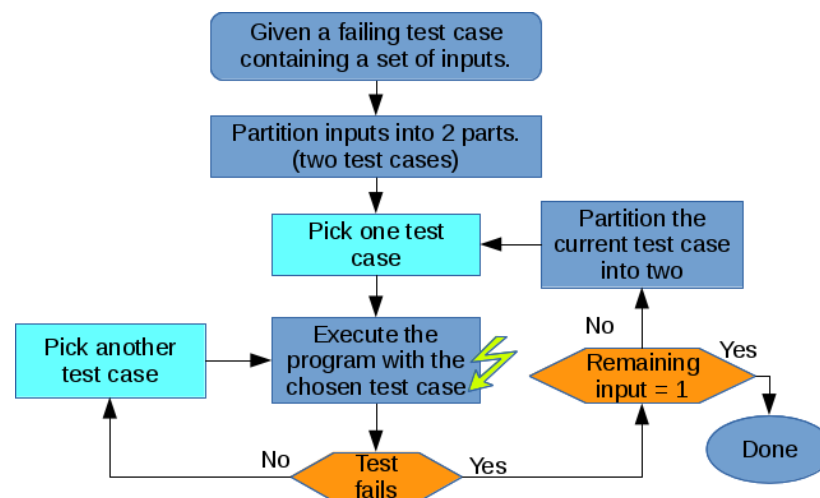 Given a failing test case
containing a set of inputs.
Partition inputs into 2 parts.
(two test cases)
Pick one test
case
Partition the
current test case
into two
Pick another
test case
Execute the
program with the
chosen test case
No
Yes
Remaining
input = 1
Done
No
Yes
Test
fails